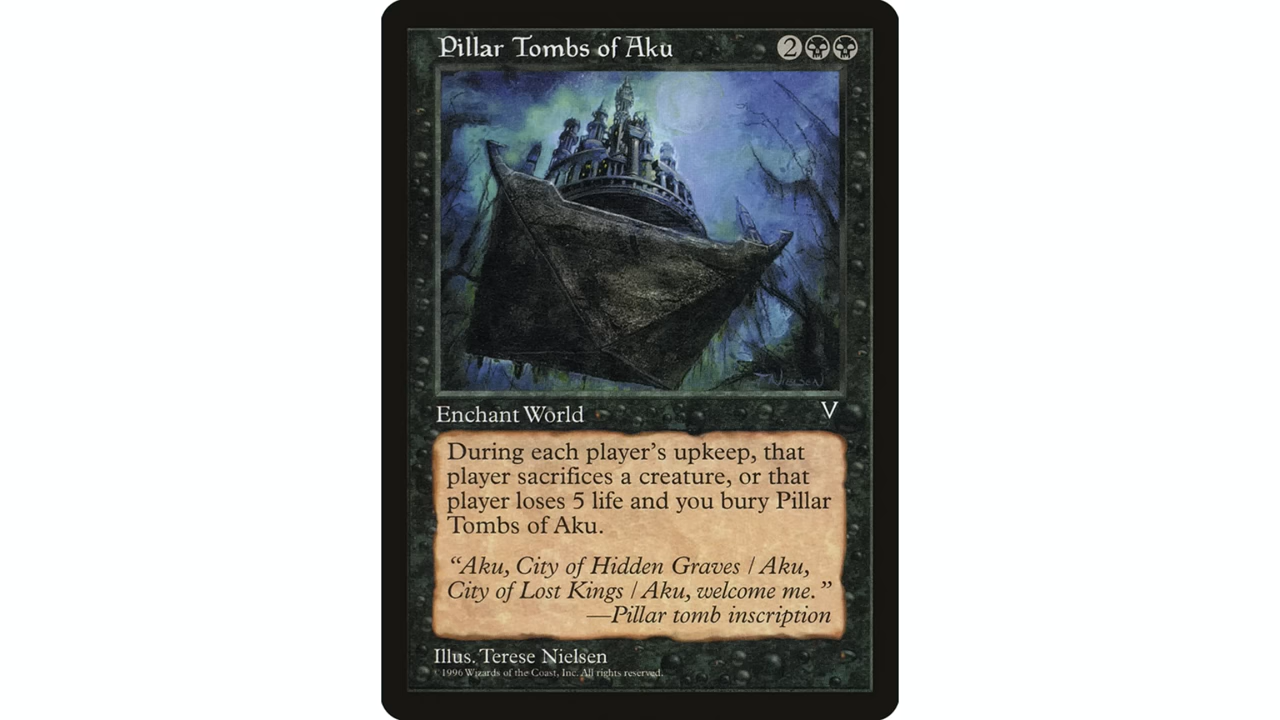 Pillar Tombs of Aku 2
T. NIELSEN
Enchant World V
During each player's upkeep, that
player sacrifices a creature, or that
player loses 5 life and you bury Pillar
Tombs of Aku.
“Aku, City of Hidden Graves / Aku,
City of Lost Kings / Aku, welcome me.”
—Pillar tomb inscription
Illus. Terese Nielsen
©1996 Wizards of the Coast, Inc. All rights reserved.